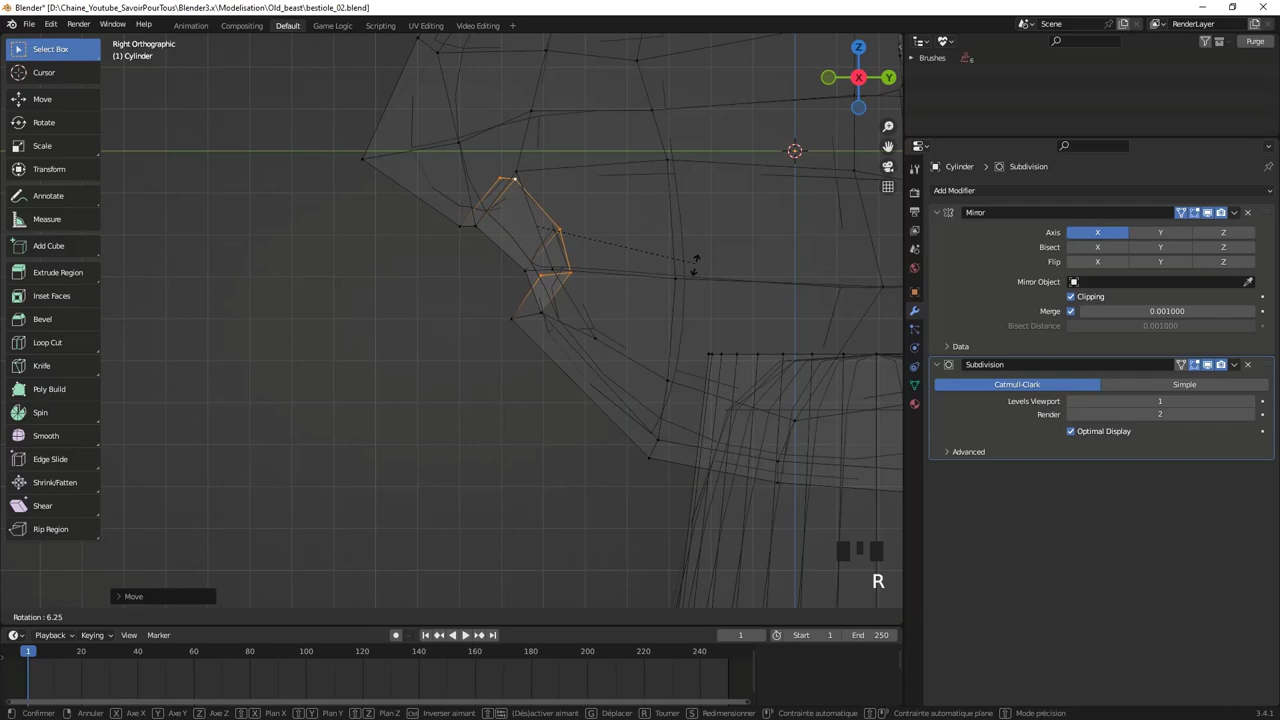 Blender* [D:\Chaine_Youtube_SavoirPourTous\Blender3.x\Modelisation\Old_beast\bestiole_02.blend]
File Edit Render Window Help Animation Compositing Default Game Logic Scripting UV Editing Video Editing Scene RenderLayer
Select Box
Cursor
Move
Rotate
Scale
Transform
Annotate
Measure
Add Cube
Extrude Region
Inset Faces
Bevel
Loop Cut
Knife
Poly Build
Spin
Smooth
Edge Slide
Shrink/Fatten
Shear
Rip Region
Right Orthographic
(1) Cylinder
Z
X
Y
R
Move
Rotation : 6.25
Purge
Brushes 6
Cylinder > Subdivision
Add Modifier
Mirror
Axis X Y Z
Bisect X Y Z
Flip X Y Z
Mirror Object
Clipping
Merge 0.001000
Bisect Distance 0.001000
Data
Subdivision
Catmull-Clark Simple
Levels Viewport 1
Render 2
Optimal Display
Advanced
Playback Keying View Marker 1 Start 1 End 250
1 20 40 60 80 100 120 140 160 180 200 220 240
Confirmer Annuler X Axe X Y Axe Y Z Axe Z X Plan X Y Plan Y Z Plan Z Inverser aimant (Dés)activer aimant G Déplacer R Tourner S Redimensionner Contrainte automatique Contrainte automatique plane Mode précision 3.4.1